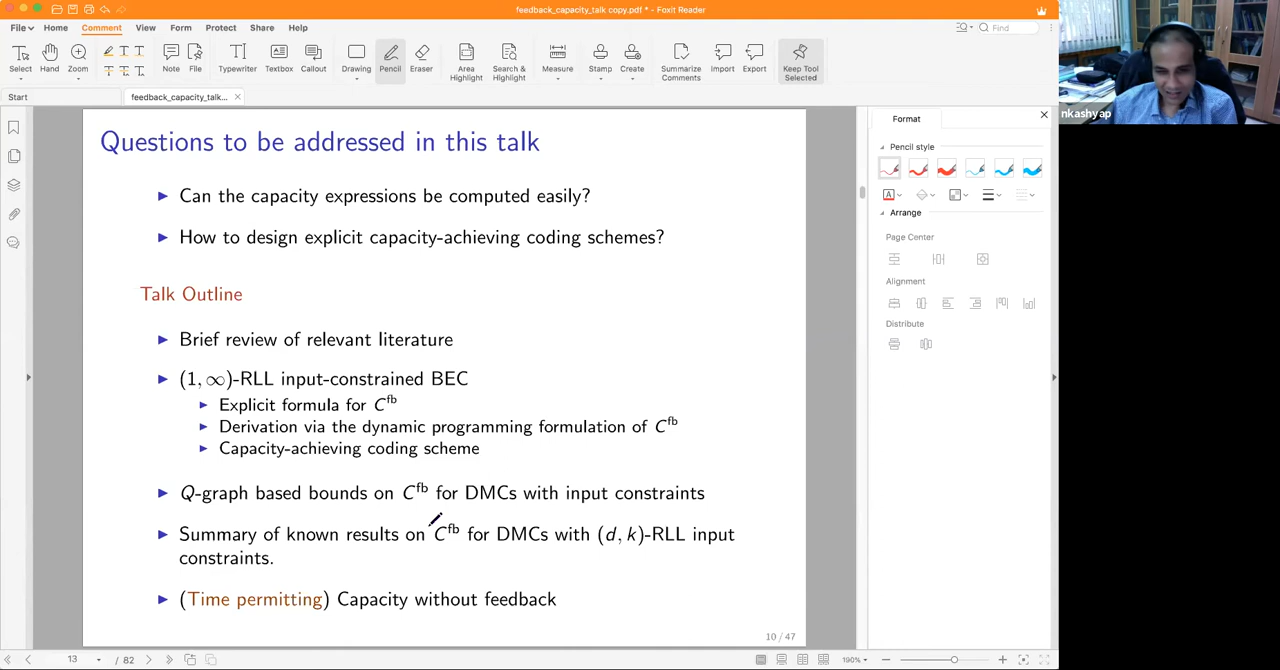 feedback_capacity_talk copy.pdf * - Foxit Reader
File Home Comment View Form Protect Share Help
Find
Select Hand Zoom Note File Typewriter Textbox Callout Drawing Pencil Eraser Area Highlight Search & Highlight Measure Stamp Create Summarize Comments Import Export Keep Tool Selected
Start
feedback_capacity_talk...
nkashyap
Format
Pencil style
Arrange
Page Center
Alignment
Distribute
Questions to be addressed in this talk
▶ Can the capacity expressions be computed easily?
▶ How to design explicit capacity-achieving coding schemes?
Talk Outline
▶ Brief review of relevant literature
▶ (1, ∞)-RLL input-constrained BEC
▶ Explicit formula for C^fb
▶ Derivation via the dynamic programming formulation of C^fb
▶ Capacity-achieving coding scheme
▶ Q-graph based bounds on C^fb for DMCs with input constraints
▶ Summary of known results on C^fb for DMCs with (d, k)-RLL input
constraints.
▶ (Time permitting) Capacity without feedback
10 / 47
13 / 82
190%